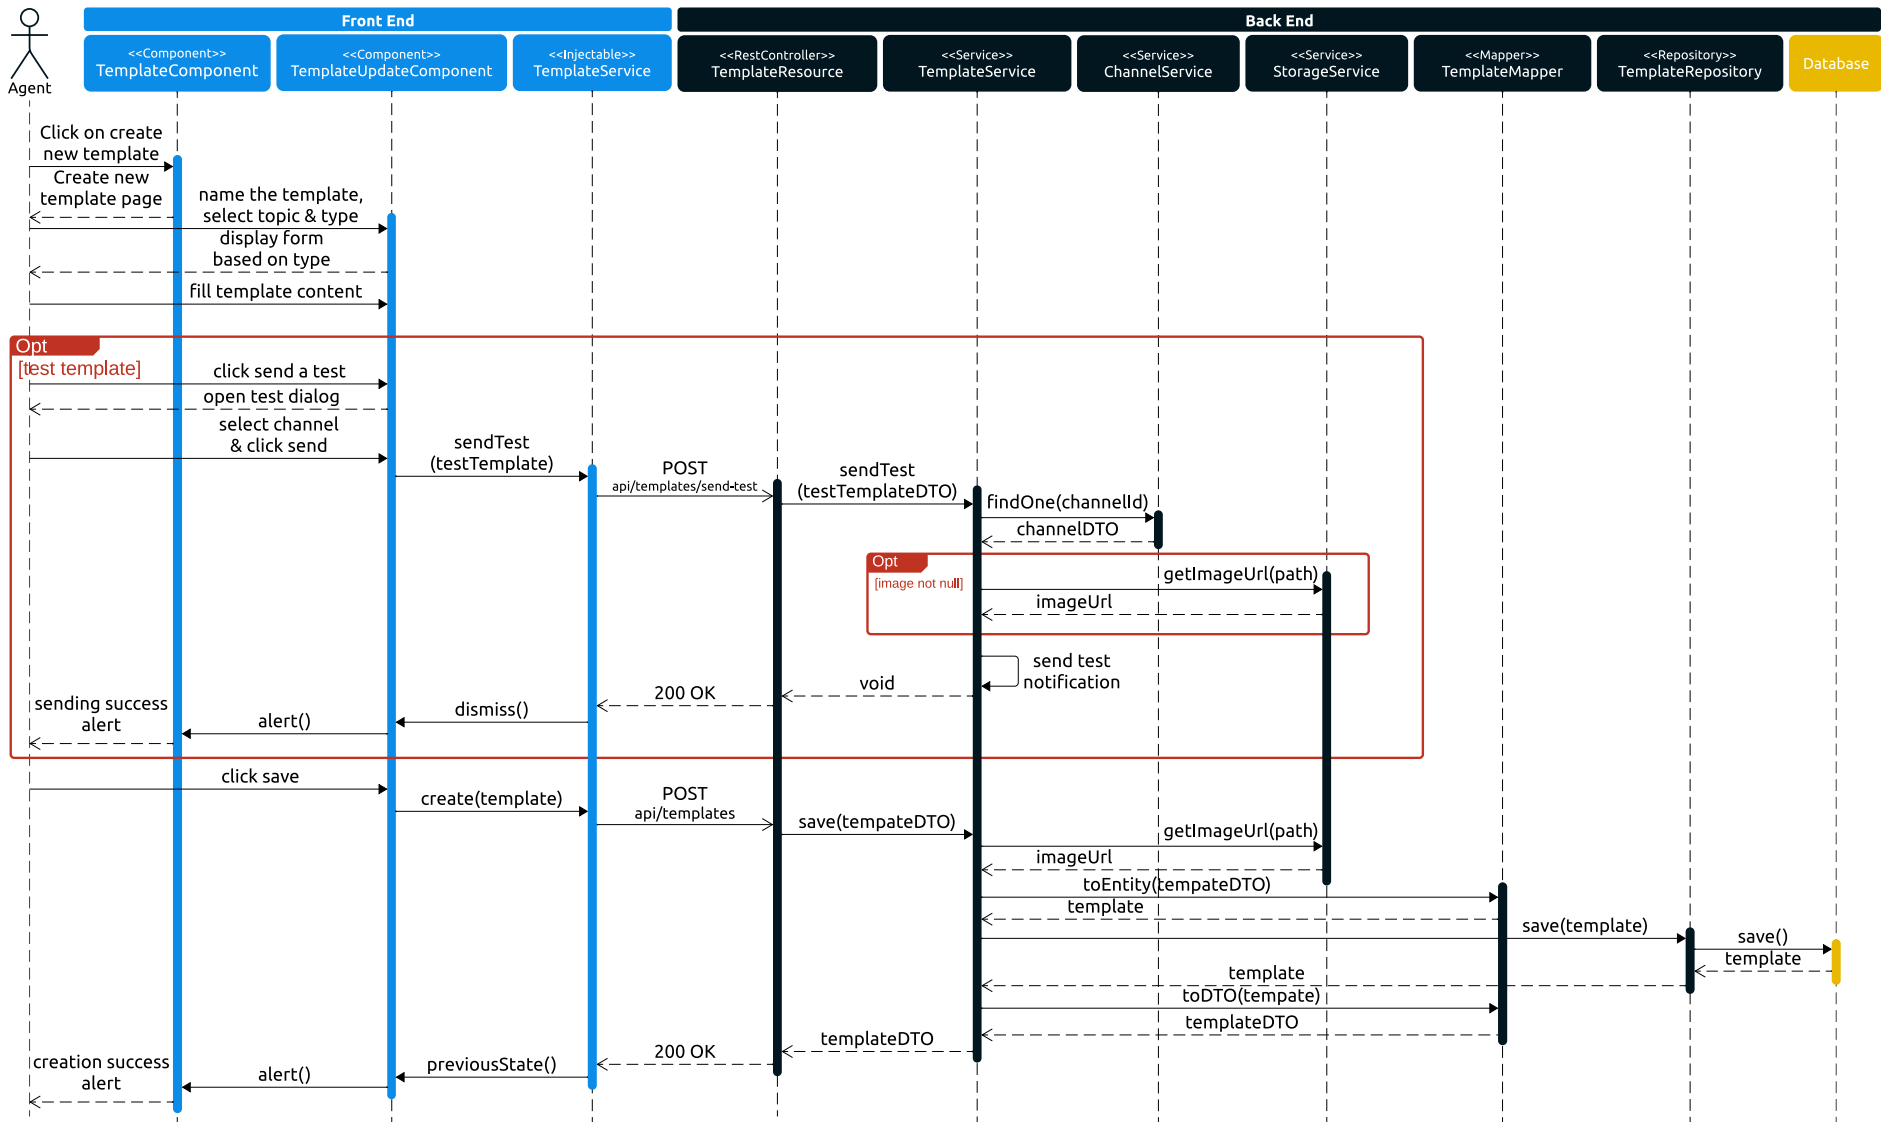 Front End
Back End
Agent
<<Component>>
TemplateComponent
<<Component>>
TemplateUpdateComponent
<<Injectable>>
TemplateService
<<RestController>>
TemplateResource
<<Service>>
TemplateService
<<Service>>
ChannelService
<<Service>>
StorageService
<<Mapper>>
TemplateMapper
<<Repository>>
TemplateRepository
Database
Click on create
new template
Create new
template page
name the template,
select topic & type
display form
based on type
fill template content
Opt
[test template]
click send a test
open test dialog
select channel
& click send
sendTest
(testTemplate)
POST
api/templates/send-test
sendTest
(testTemplateDTO)
findOne(channelId)
channelDTO
Opt
[image not null]
getImageUrl(path)
imageUrl
send test
notification
void
200 OK
dismiss()
alert()
sending success
alert
click save
create(template)
POST
api/templates
save(tempateDTO)
getImageUrl(path)
imageUrl
toEntity(tempateDTO)
template
save(template)
save()
template
template
toDTO(tempate)
templateDTO
templateDTO
200 OK
previousState()
alert()
creation success
alert